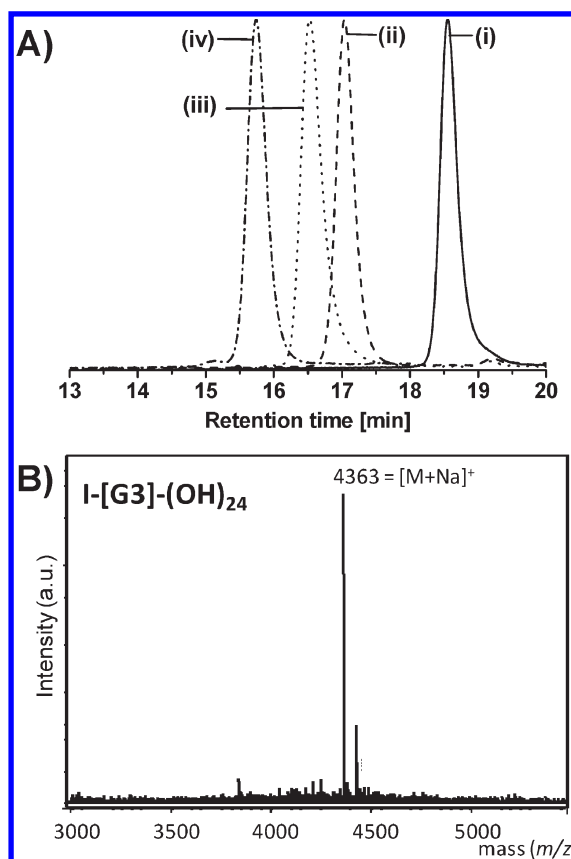 A)
(iv)
(ii)
(i)
(iii)
13 14 15 16 17 18 19 20
Retention time [min]
B)
I-[G3]-(OH)24
4363 = [M+Na]+
Intensity (a.u.)
3000 3500 4000 4500 5000
mass (m/z)